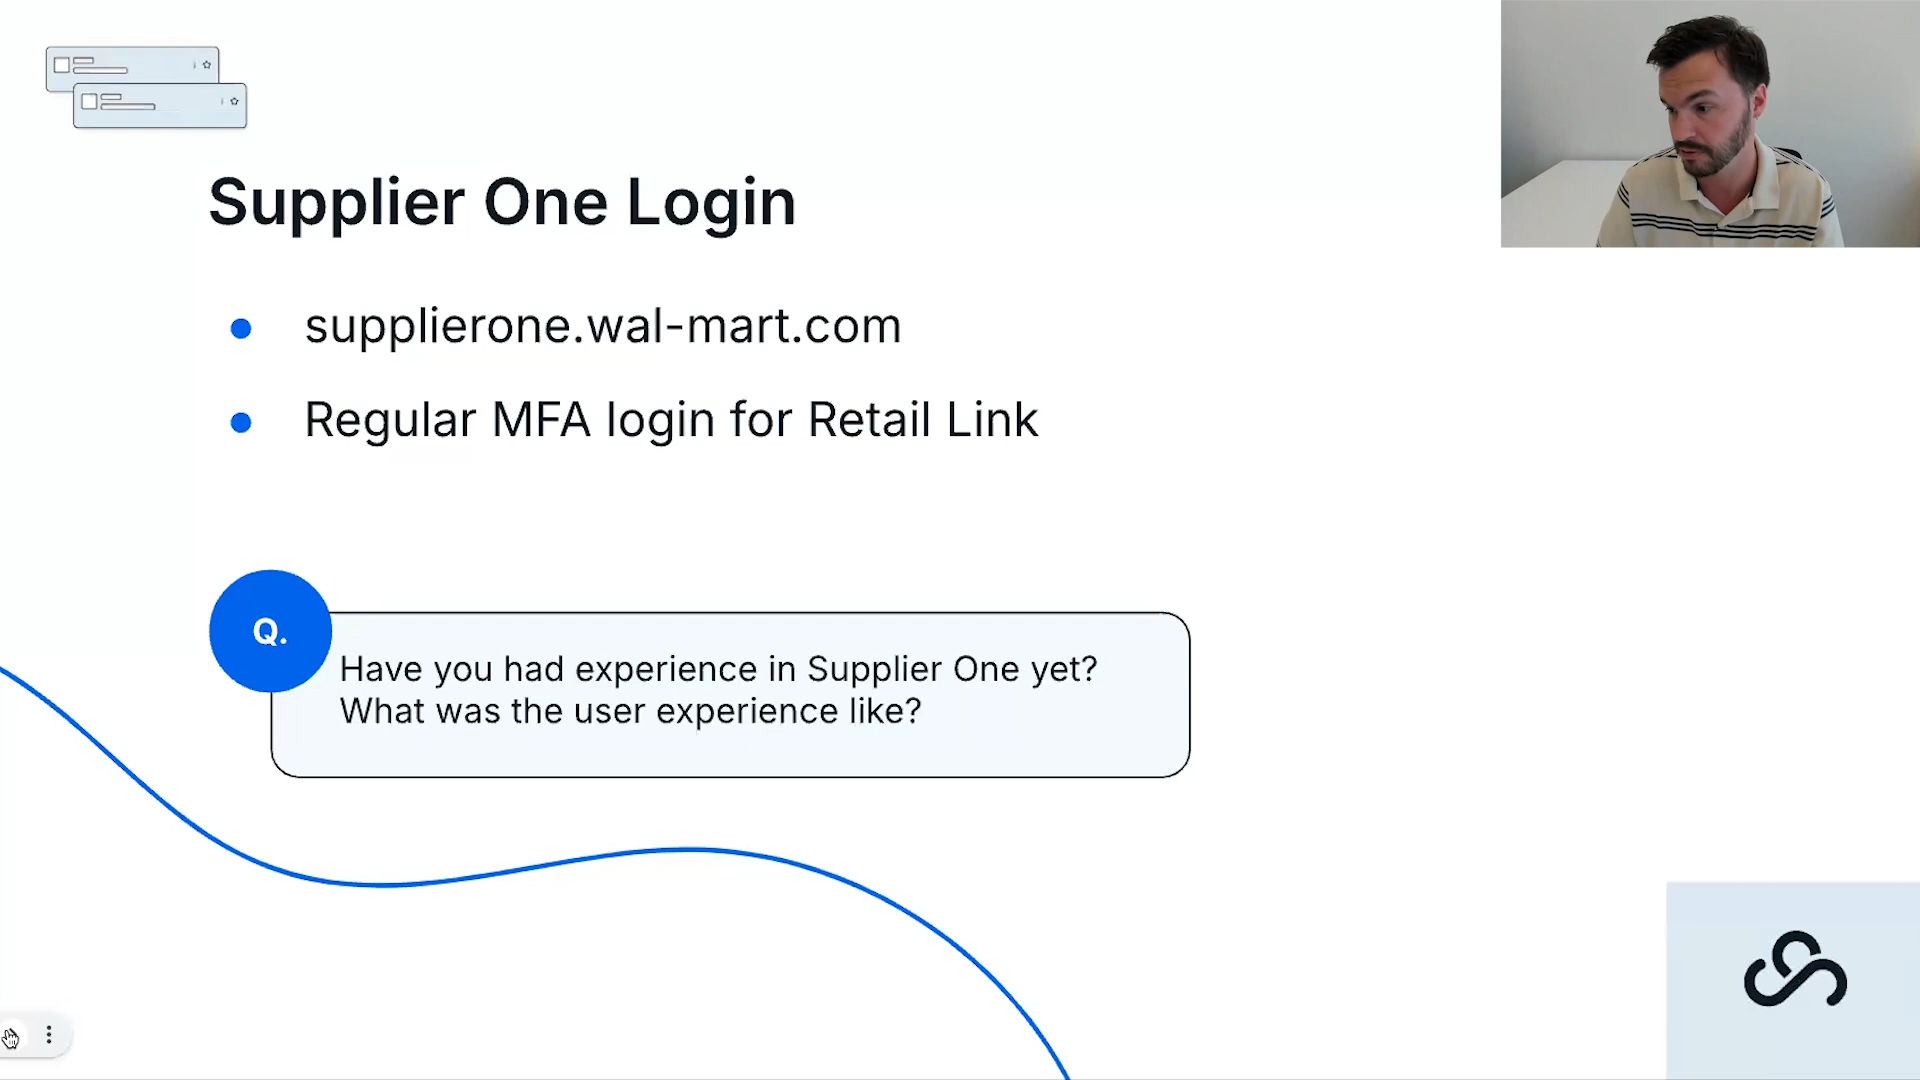 Supplier One Login
supplierone.wal-mart.com
Regular MFA login for Retail Link
Q.
Have you had experience in Supplier One yet?
What was the user experience like?